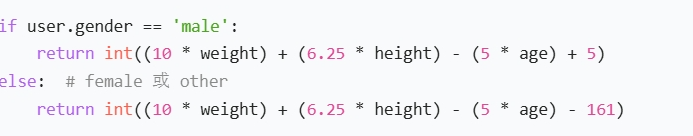 if user.gender == 'male':
    return int((10 * weight) + (6.25 * height) - (5 * age) + 5)
else:  # female 或 other
    return int((10 * weight) + (6.25 * height) - (5 * age) - 161)